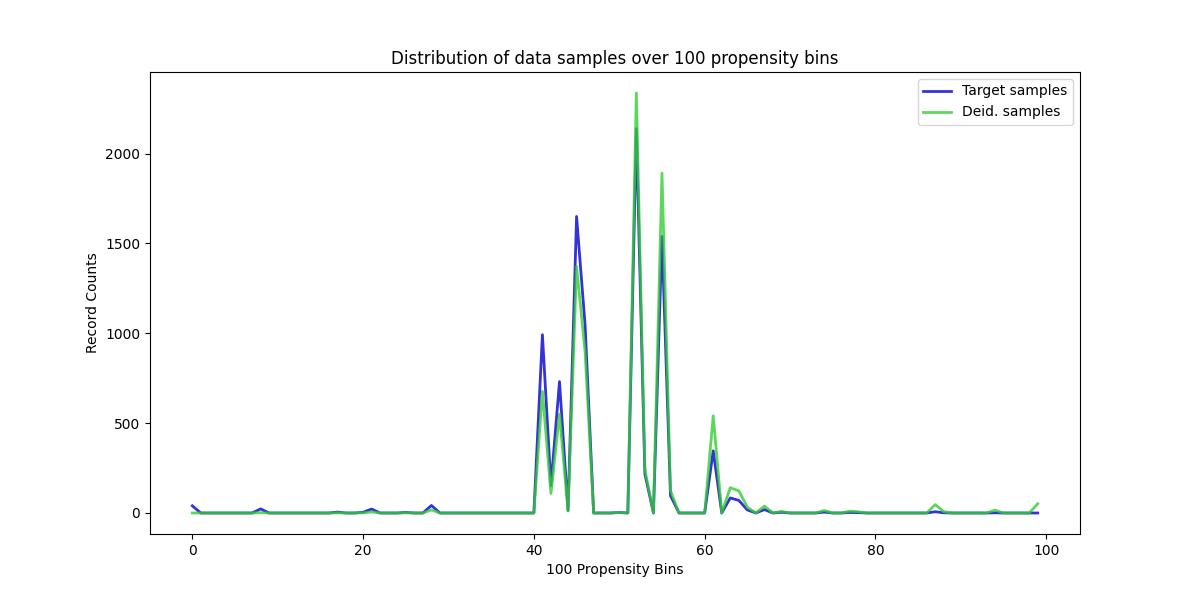 Distribution of data samples over 100 propensity bins
Target samples
Deid. samples
2000
1500
1000
500
0
Record Counts
0 20 40 60 80 100
100 Propensity Bins